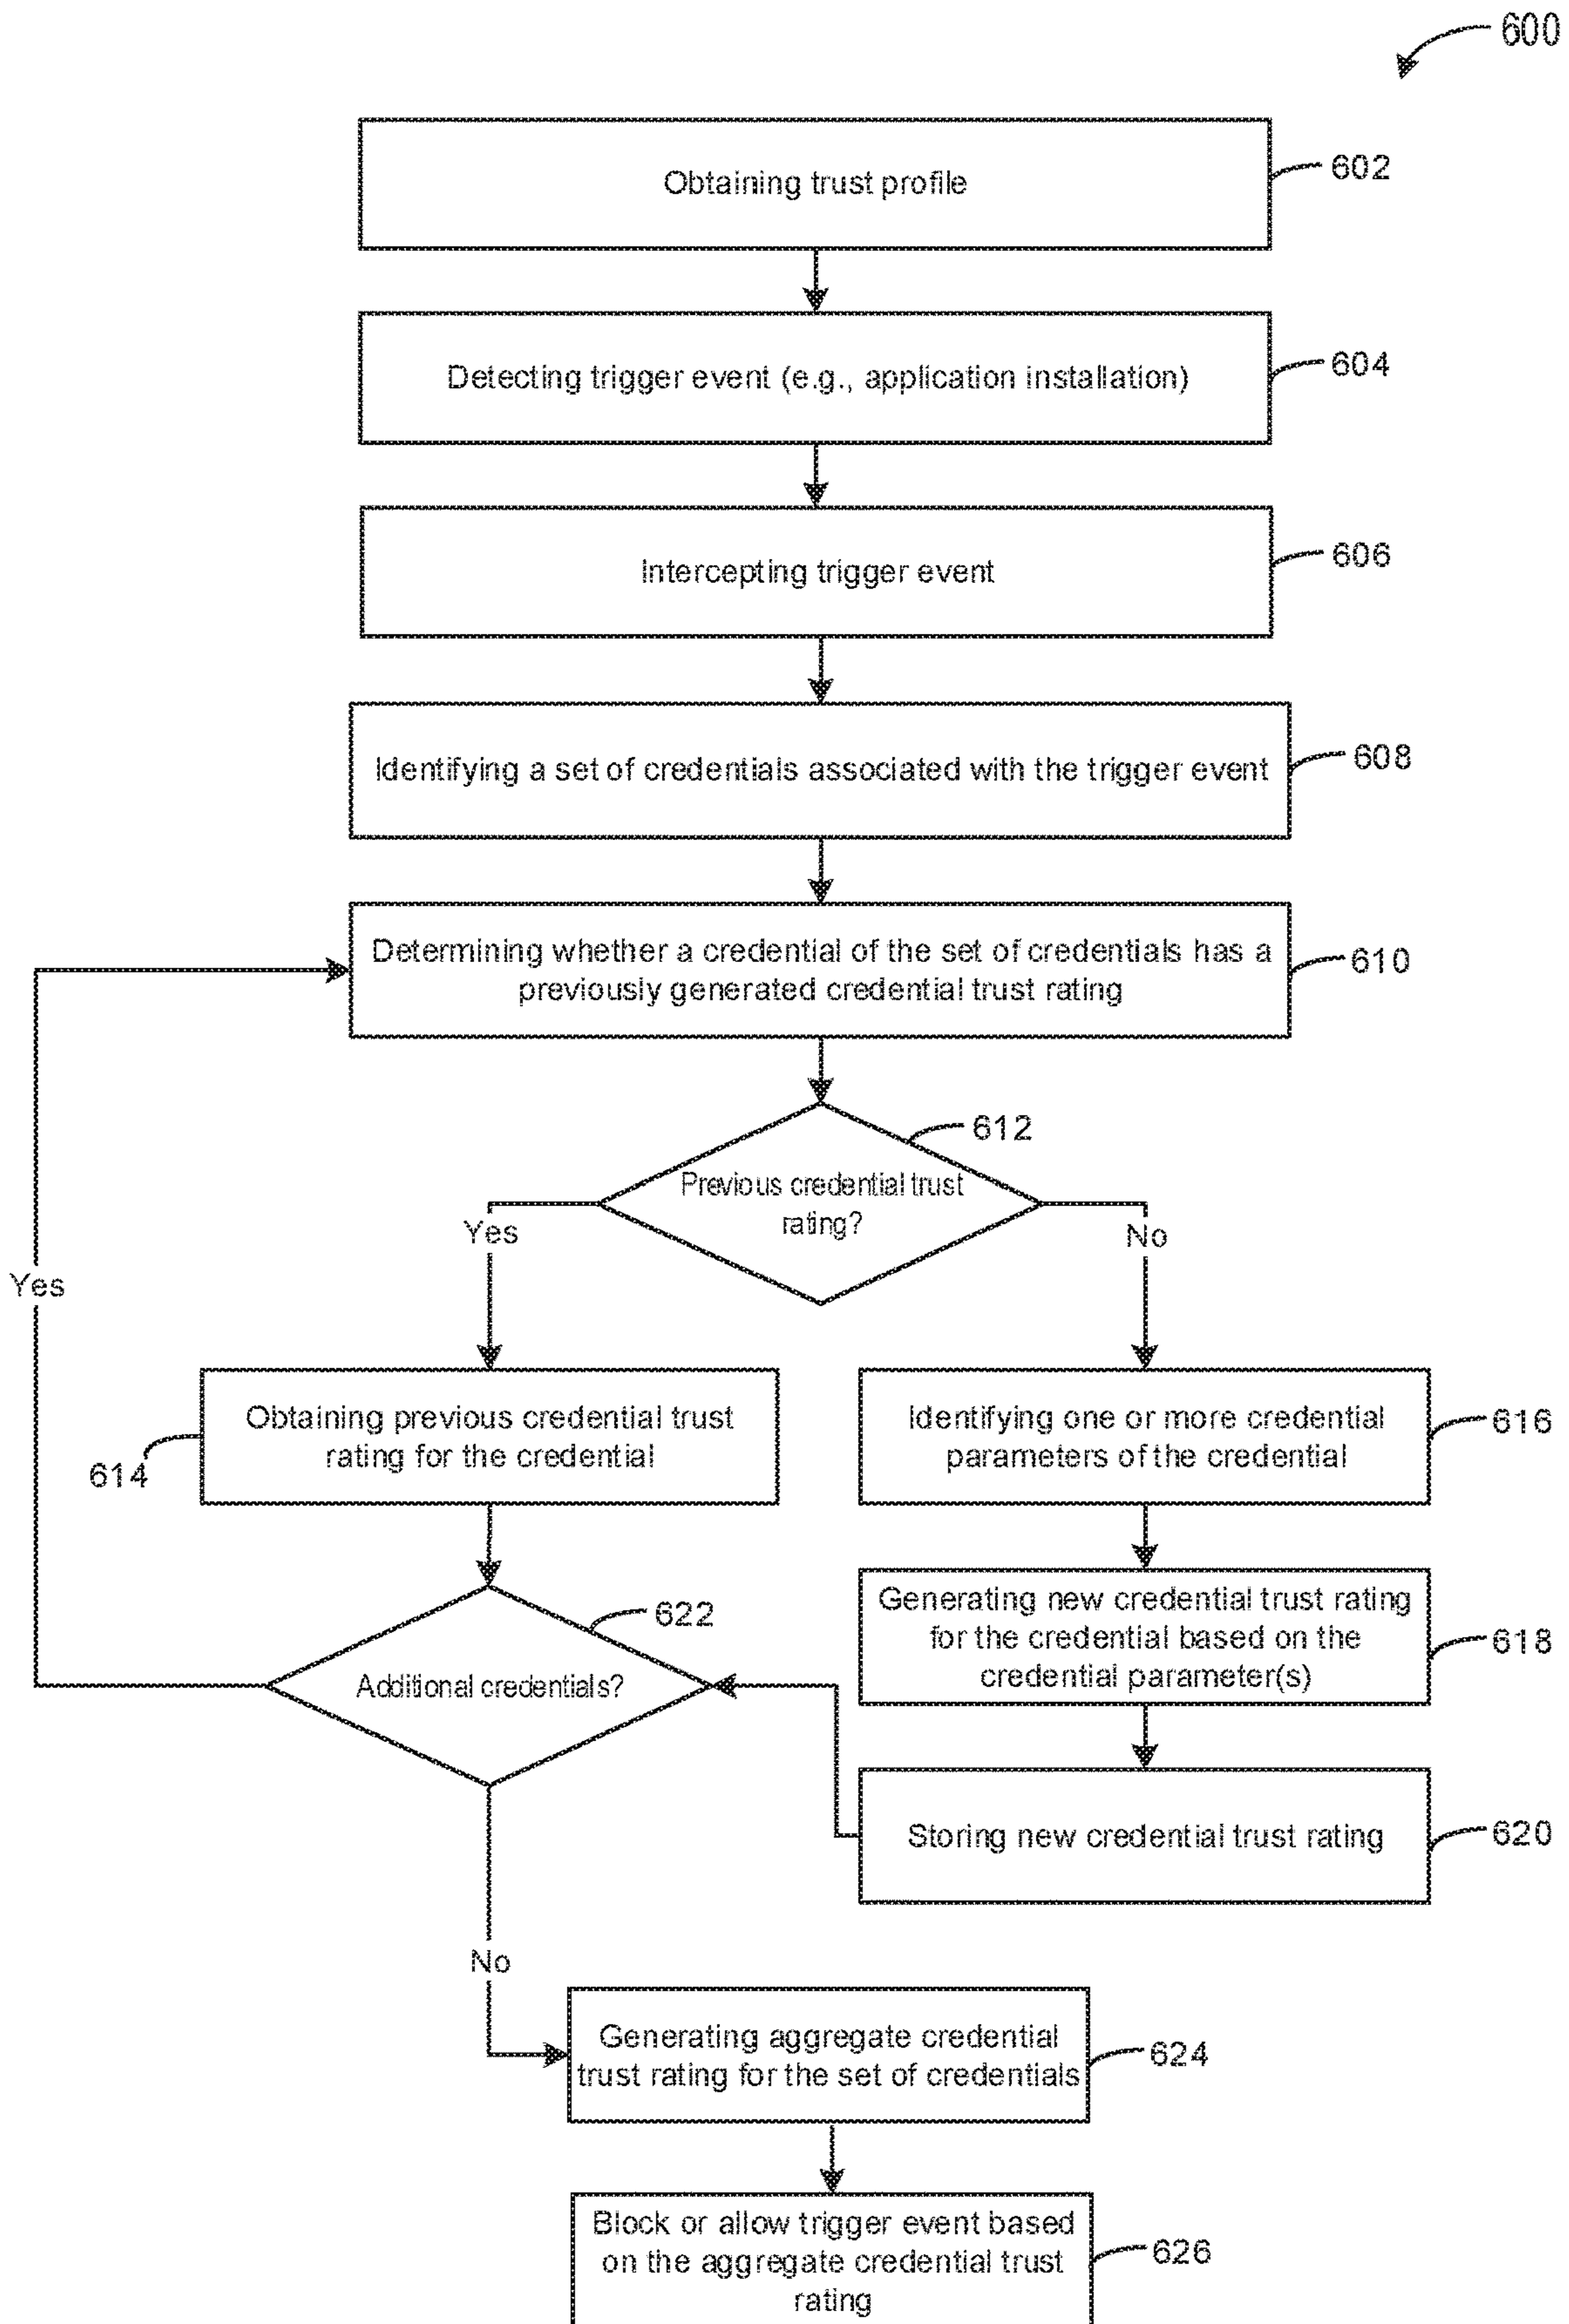 600
Obtaining trust profile
602
Detecting trigger event (e.g., application installation)
604
Intercepting trigger event
606
Identifying a set of credentials associated with the trigger event
608
Determining whether a credential of the set of credentials has a
previously generated credential trust rating
610
612
Previous credential trust
rating?
Yes
No
Yes
Obtaining previous credential trust
rating for the credential
614
Identifying one or more credential
parameters of the credential
616
622
Additional credentials?
Generating new credential trust rating
for the credential based on the
credential parameter(s)
618
Storing new credential trust rating
620
No
Generating aggregate credential
trust rating for the set of credentials
624
Block or allow trigger event based
on the aggregate credential trust
rating
626